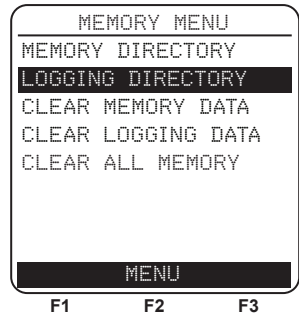 MEMORY MENU
MEMORY DIRECTORY
LOGGING DIRECTORY
CLEAR MEMORY DATA
CLEAR LOGGING DATA
CLEAR ALL MEMORY
MENU
F1 F2 F3